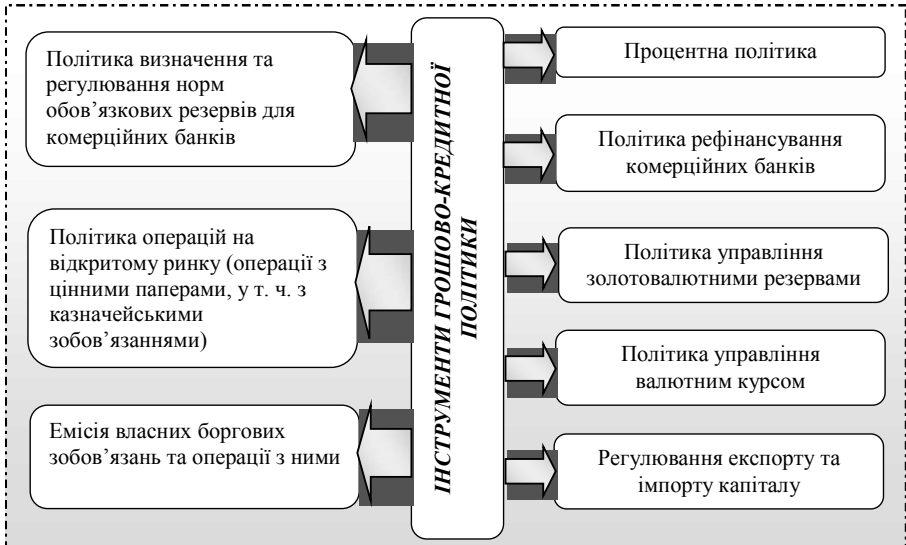 Політика визначення та
регулювання норм
обов’язкових резервів для
комерційних банків
Політика операцій на
відкритому ринку (операції з
цінними паперами, у т. ч. з
казначейськими
зобов’язаннями)
Емісія власних боргових
зобов’язань та операції з ними
ІНСТРУМЕНТИ ГРОШОВО-КРЕДИТНОЇ
ПОЛІТИКИ
Процентна політика
Політика рефінансування
комерційних банків
Політика управління
золотовалютними резервами
Політика управління
валютним курсом
Регулювання експорту та
імпорту капіталу